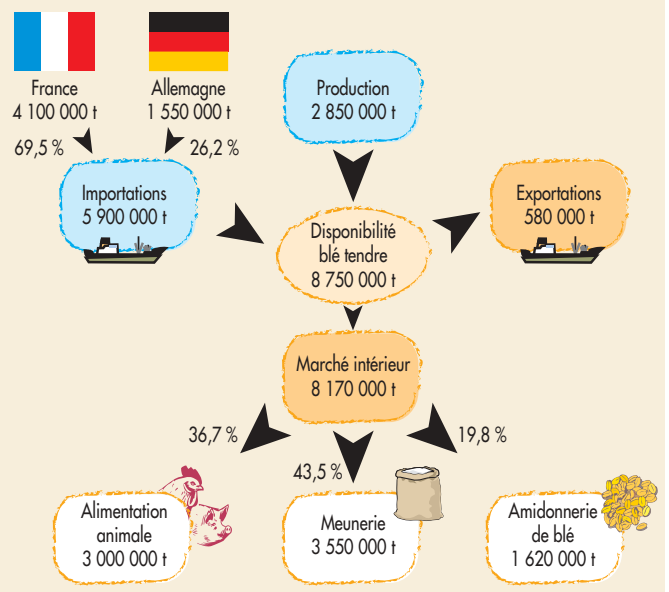 France
4 100 000 t
69,5 %
Allemagne
1 550 000 t
26,2 %
Production
2 850 000 t
Importations
5 900 000 t
Disponibilité
blé tendre
8 750 000 t
Exportations
580 000 t
Marché intérieur
8 170 000 t
36,7 %
43,5 %
19,8 %
Alimentation
animale
3 000 000 t
Meunerie
3 550 000 t
Amidonnerie
de blé
1 620 000 t